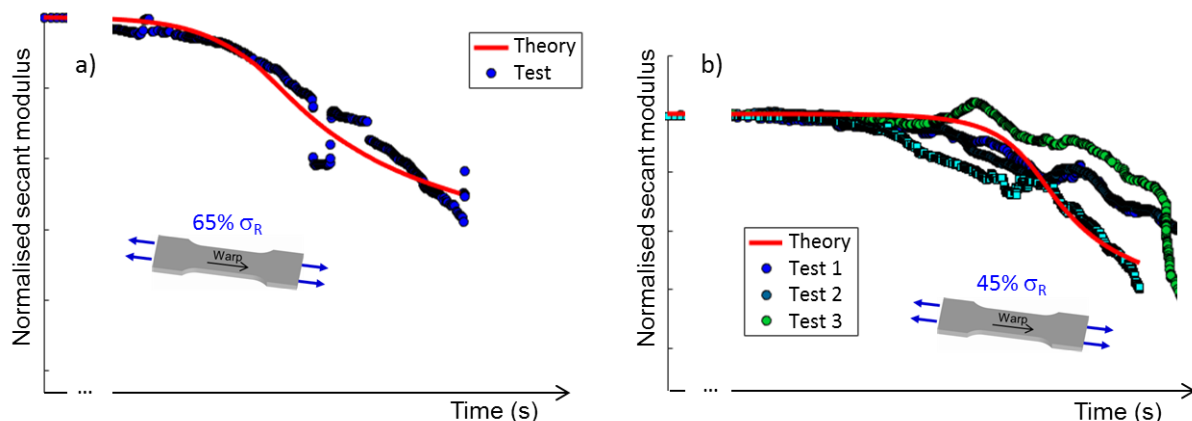 a)
Normalised secant modulus
Theory
Test
65% σR
Warp
...
Time (s)
b)
Normalised secant modulus
Theory
Test 1
Test 2
Test 3
45% σR
Warp
...
Time (s)